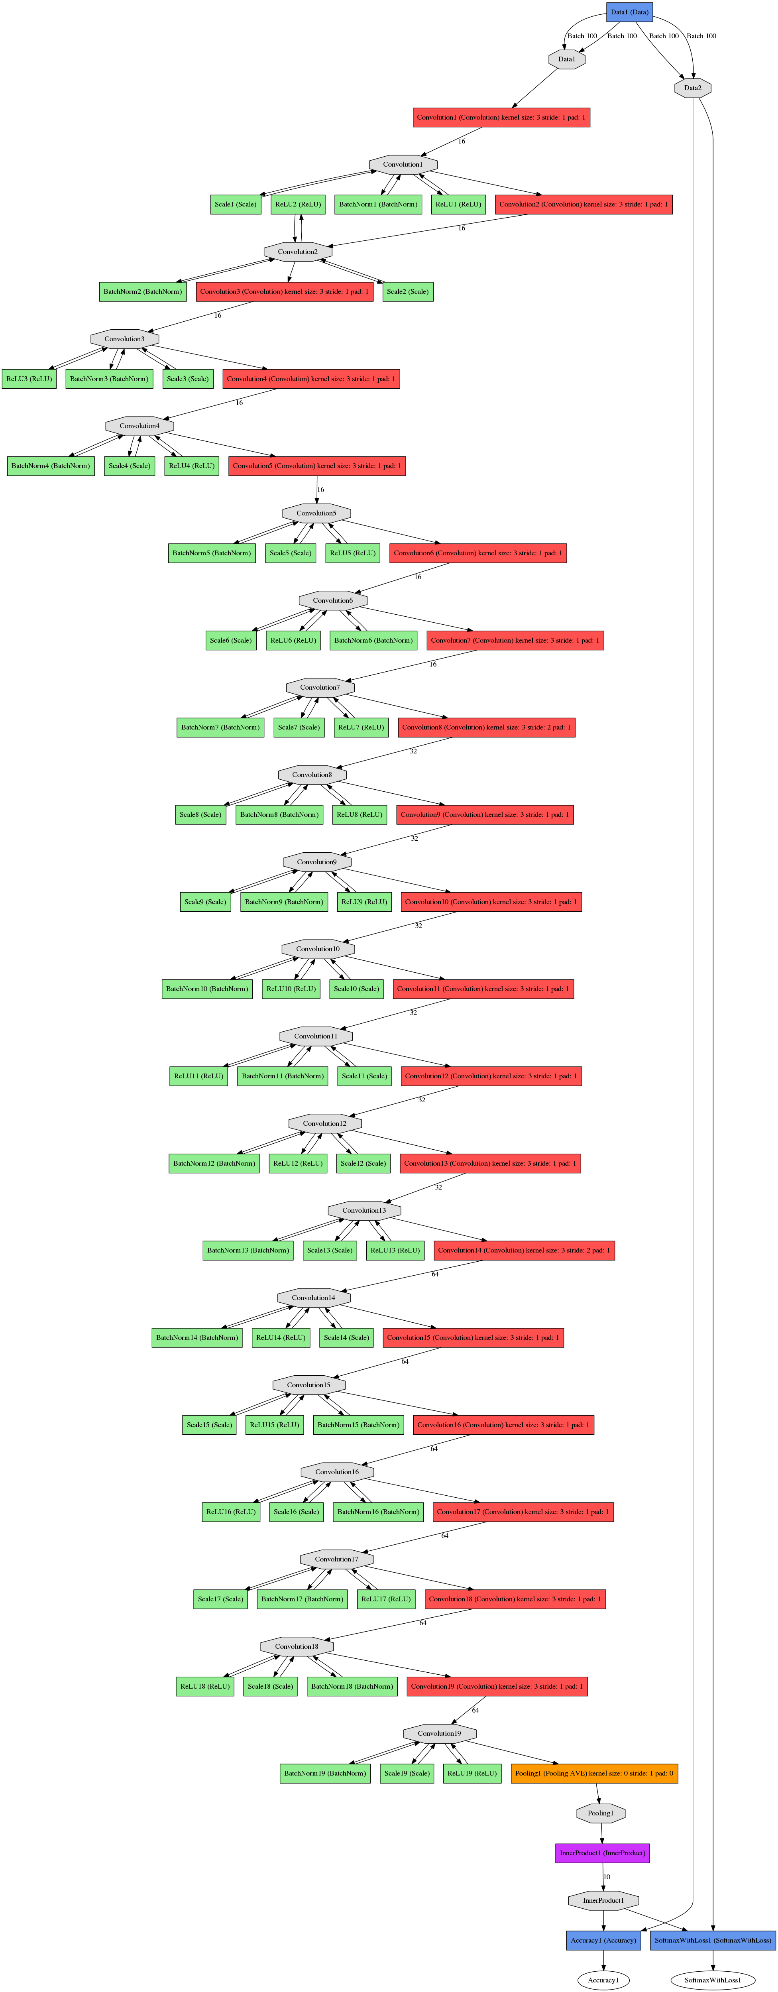 Data1 (Data)
Batch 100 Batch 100 Batch 100 Batch 100
Data1
Data2
Convolution1 (Convolution) kernel size: 3 stride: 1 pad: 1
16
Convolution1
Scale1 (Scale) ReLU2 (ReLU) BatchNorm1 (BatchNorm) ReLU1 (ReLU) Convolution2 (Convolution) kernel size: 3 stride: 1 pad: 1
16
Convolution2
BatchNorm2 (BatchNorm) Convolution3 (Convolution) kernel size: 3 stride: 1 pad: 1 Scale2 (Scale)
16
Convolution3
ReLU3 (ReLU) BatchNorm3 (BatchNorm) Scale3 (Scale) Convolution4 (Convolution) kernel size: 3 stride: 1 pad: 1
16
Convolution4
BatchNorm4 (BatchNorm) Scale4 (Scale) ReLU4 (ReLU) Convolution5 (Convolution) kernel size: 3 stride: 1 pad: 1
16
Convolution5
BatchNorm5 (BatchNorm) Scale5 (Scale) ReLU5 (ReLU) Convolution6 (Convolution) kernel size: 3 stride: 1 pad: 1
16
Convolution6
Scale6 (Scale) ReLU6 (ReLU) BatchNorm6 (BatchNorm) Convolution7 (Convolution) kernel size: 3 stride: 1 pad: 1
16
Convolution7
BatchNorm7 (BatchNorm) Scale7 (Scale) ReLU7 (ReLU) Convolution8 (Convolution) kernel size: 3 stride: 2 pad: 1
32
Convolution8
Scale8 (Scale) BatchNorm8 (BatchNorm) ReLU8 (ReLU) Convolution9 (Convolution) kernel size: 3 stride: 1 pad: 1
32
Convolution9
Scale9 (Scale) BatchNorm9 (BatchNorm) ReLU9 (ReLU) Convolution10 (Convolution) kernel size: 3 stride: 1 pad: 1
32
Convolution10
BatchNorm10 (BatchNorm) ReLU10 (ReLU) Scale10 (Scale) Convolution11 (Convolution) kernel size: 3 stride: 1 pad: 1
32
Convolution11
ReLU11 (ReLU) BatchNorm11 (BatchNorm) Scale11 (Scale) Convolution12 (Convolution) kernel size: 3 stride: 1 pad: 1
32
Convolution12
BatchNorm12 (BatchNorm) ReLU12 (ReLU) Scale12 (Scale) Convolution13 (Convolution) kernel size: 3 stride: 1 pad: 1
32
Convolution13
BatchNorm13 (BatchNorm) Scale13 (Scale) ReLU13 (ReLU) Convolution14 (Convolution) kernel size: 3 stride: 2 pad: 1
64
Convolution14
BatchNorm14 (BatchNorm) ReLU14 (ReLU) Scale14 (Scale) Convolution15 (Convolution) kernel size: 3 stride: 1 pad: 1
64
Convolution15
Scale15 (Scale) ReLU15 (ReLU) BatchNorm15 (BatchNorm) Convolution16 (Convolution) kernel size: 3 stride: 1 pad: 1
64
Convolution16
ReLU16 (ReLU) Scale16 (Scale) BatchNorm16 (BatchNorm) Convolution17 (Convolution) kernel size: 3 stride: 1 pad: 1
64
Convolution17
Scale17 (Scale) BatchNorm17 (BatchNorm) ReLU17 (ReLU) Convolution18 (Convolution) kernel size: 3 stride: 1 pad: 1
64
Convolution18
ReLU18 (ReLU) Scale18 (Scale) BatchNorm18 (BatchNorm) Convolution19 (Convolution) kernel size: 3 stride: 1 pad: 1
64
Convolution19
BatchNorm19 (BatchNorm) Scale19 (Scale) ReLU19 (ReLU) Pooling1 (Pooling AVE) kernel size: 0 stride: 1 pad: 0
Pooling1
InnerProduct1 (InnerProduct)
10
InnerProduct1
Accuracy1 (Accuracy) SoftmaxWithLoss1 (SoftmaxWithLoss)
Accuracy1 SoftmaxWithLoss1